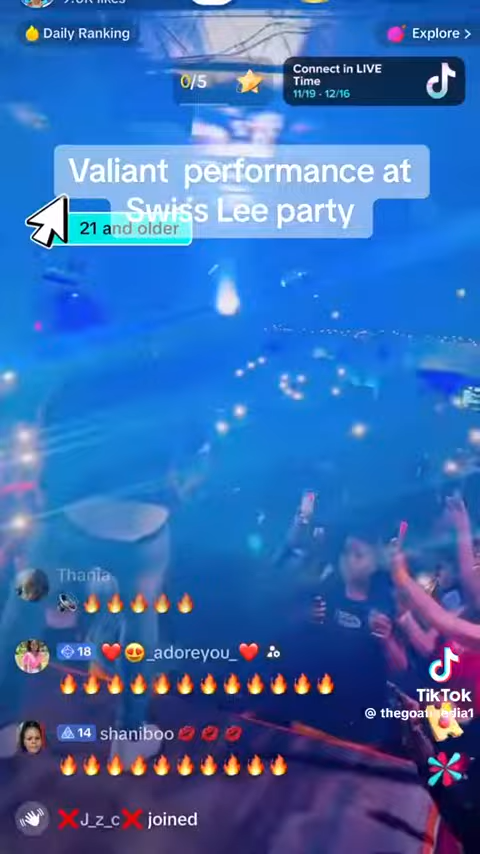 Daily Ranking
Explore >
0/5
Connect in LIVE
Time
11/19 - 12/16
Valiant performance at
Swiss Lee party
21 and older
Thania
18 _adoreyou_
14 shaniboo
J_z_c joined
TikTok
@ thegoatmedia1